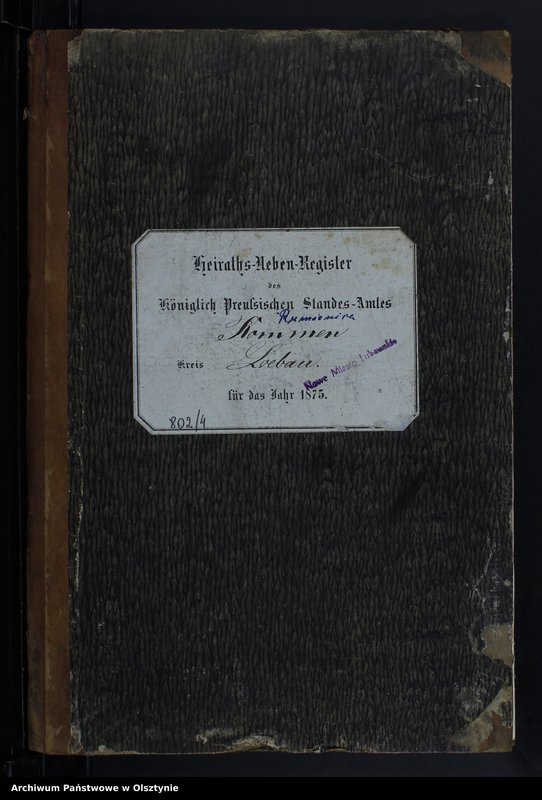 Heiraths-Neben-Register
des
Königlich Preußischen Standes-Amtes
Rumienica
Kommen
Kreis Loebau.
Nowe Miasto Lubawskie
für das Jahr 1875.
802/4
Archiwum Państwowe w Olsztynie